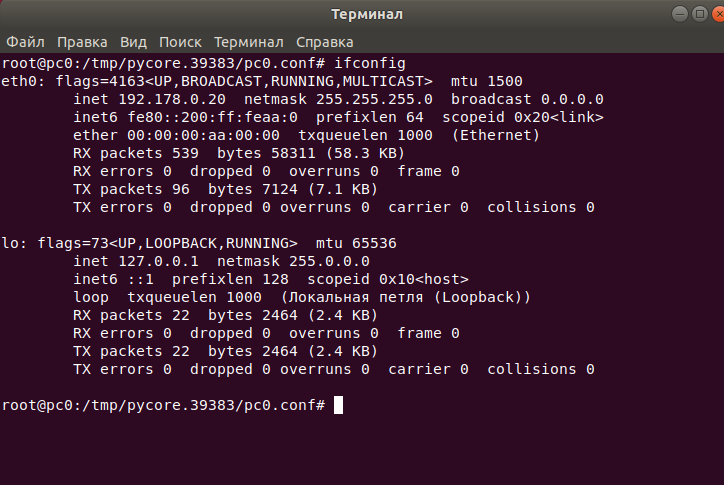 Терминал
Файл Правка Вид Поиск Терминал Справка
root@pc0:/tmp/pycore.39383/pc0.conf# ifconfig
eth0: flags=4163<UP,BROADCAST,RUNNING,MULTICAST>  mtu 1500
        inet 192.178.0.20  netmask 255.255.255.0  broadcast 0.0.0.0
        inet6 fe80::200:ff:feaa:0  prefixlen 64  scopeid 0x20<link>
        ether 00:00:00:aa:00:00  txqueuelen 1000  (Ethernet)
        RX packets 539  bytes 58311 (58.3 KB)
        RX errors 0  dropped 0  overruns 0  frame 0
        TX packets 96  bytes 7124 (7.1 KB)
        TX errors 0  dropped 0 overruns 0  carrier 0  collisions 0

lo: flags=73<UP,LOOPBACK,RUNNING>  mtu 65536
        inet 127.0.0.1  netmask 255.0.0.0
        inet6 ::1  prefixlen 128  scopeid 0x10<host>
        loop  txqueuelen 1000  (Локальная петля (Loopback))
        RX packets 22  bytes 2464 (2.4 KB)
        RX errors 0  dropped 0  overruns 0  frame 0
        TX packets 22  bytes 2464 (2.4 KB)
        TX errors 0  dropped 0 overruns 0  carrier 0  collisions 0

root@pc0:/tmp/pycore.39383/pc0.conf#